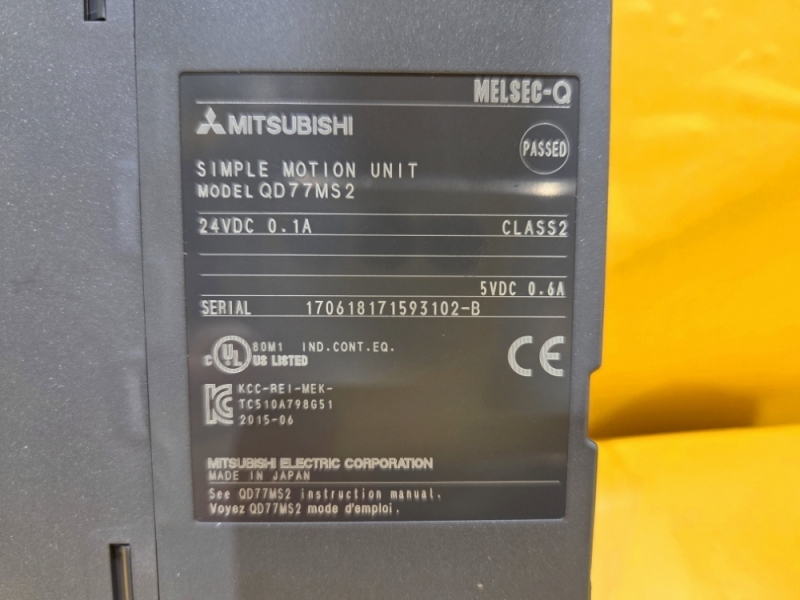 MELSEC-Q
MITSUBISHI
PASSED
SIMPLE MOTION UNIT
MODEL QD77MS2
24VDC 0.1A CLASS2
5VDC 0.6A
SERIAL 170618171593102-B
C UL US LISTED 80M1 IND.CONT.EQ.
CE
KCC-REI-MEK-
TC510A798G51
2015-06
MITSUBISHI ELECTRIC CORPORATION
MADE IN JAPAN
See QD77MS2 instruction manual.
Voyez QD77MS2 mode d'emploi.